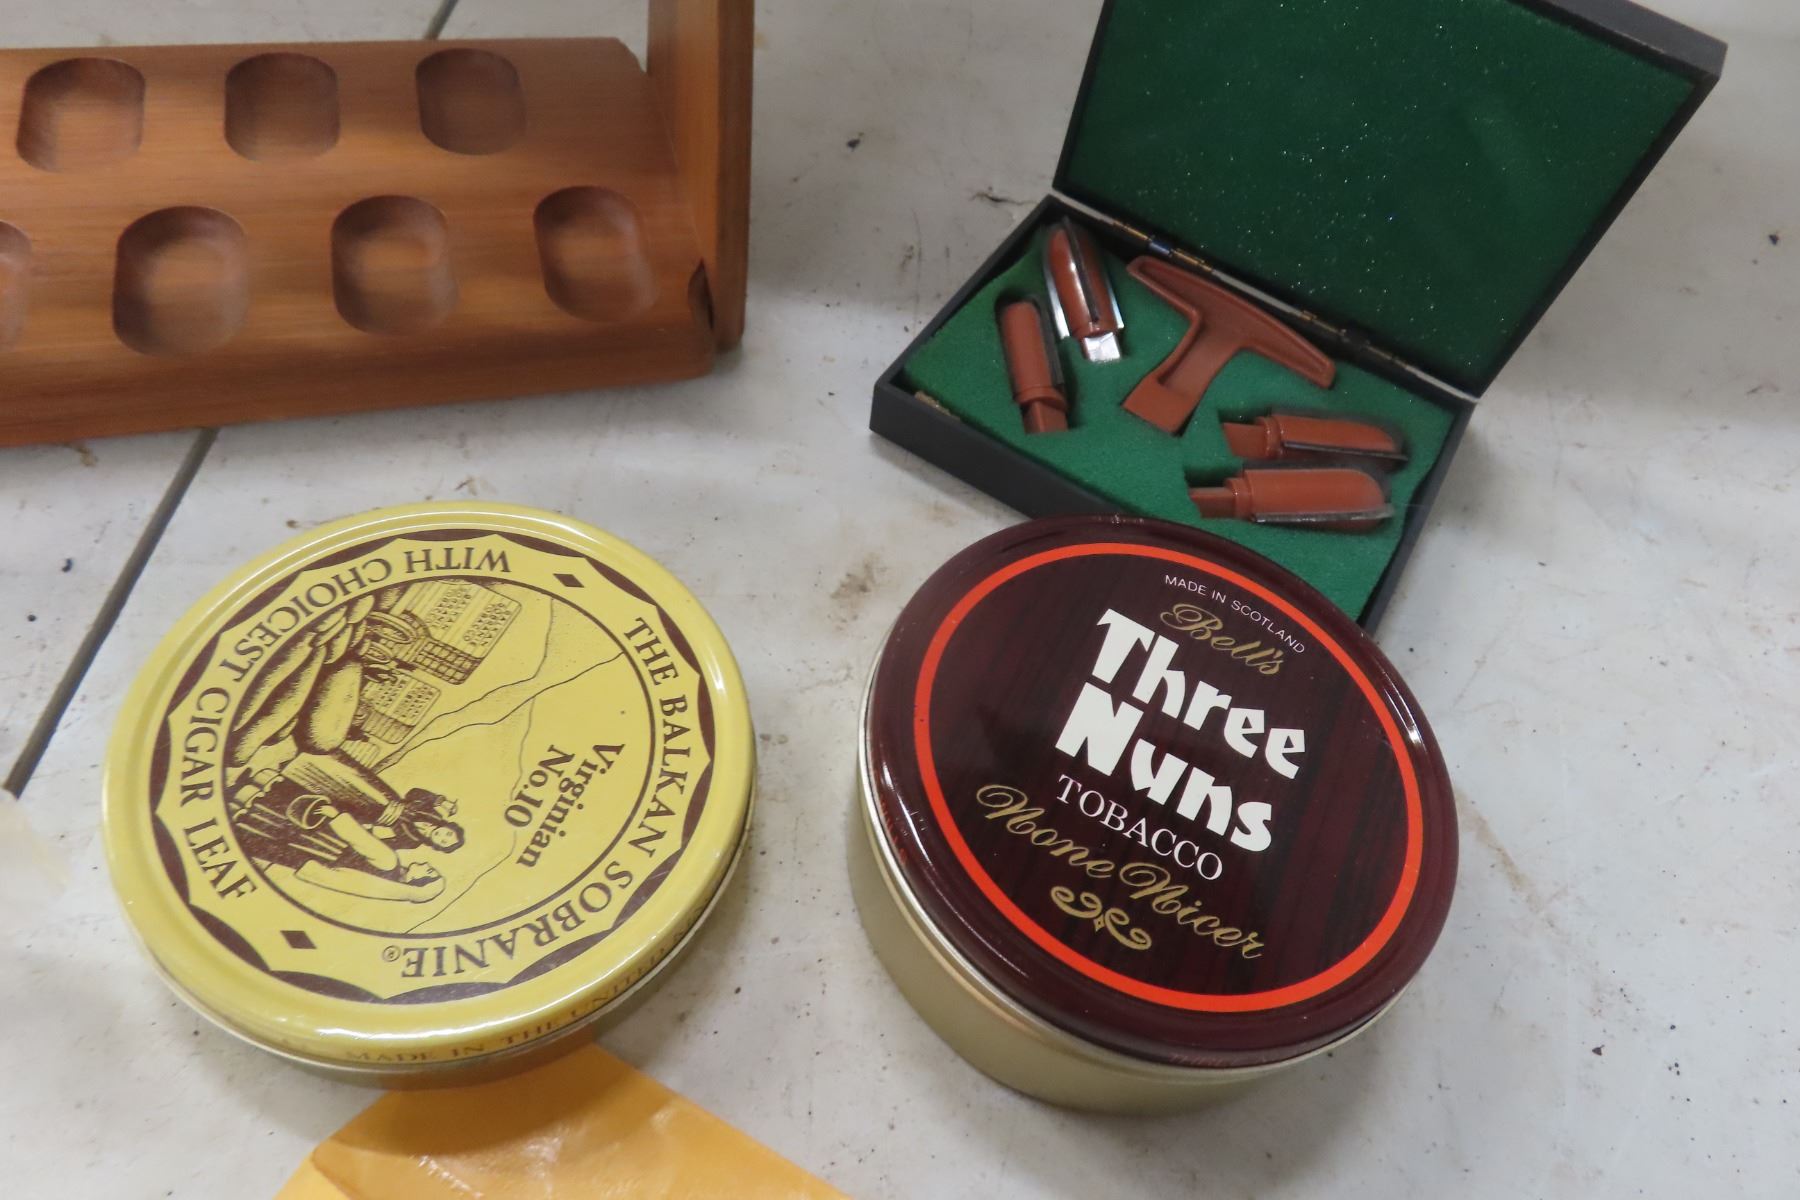 THE BALKAN SOBRANIE®
WITH CHOICEST CIGAR LEAF
Virginian
No.10
MADE IN THE UNITED
MADE IN SCOTLAND
Bell's
Three
Nuns
TOBACCO
None Nicer